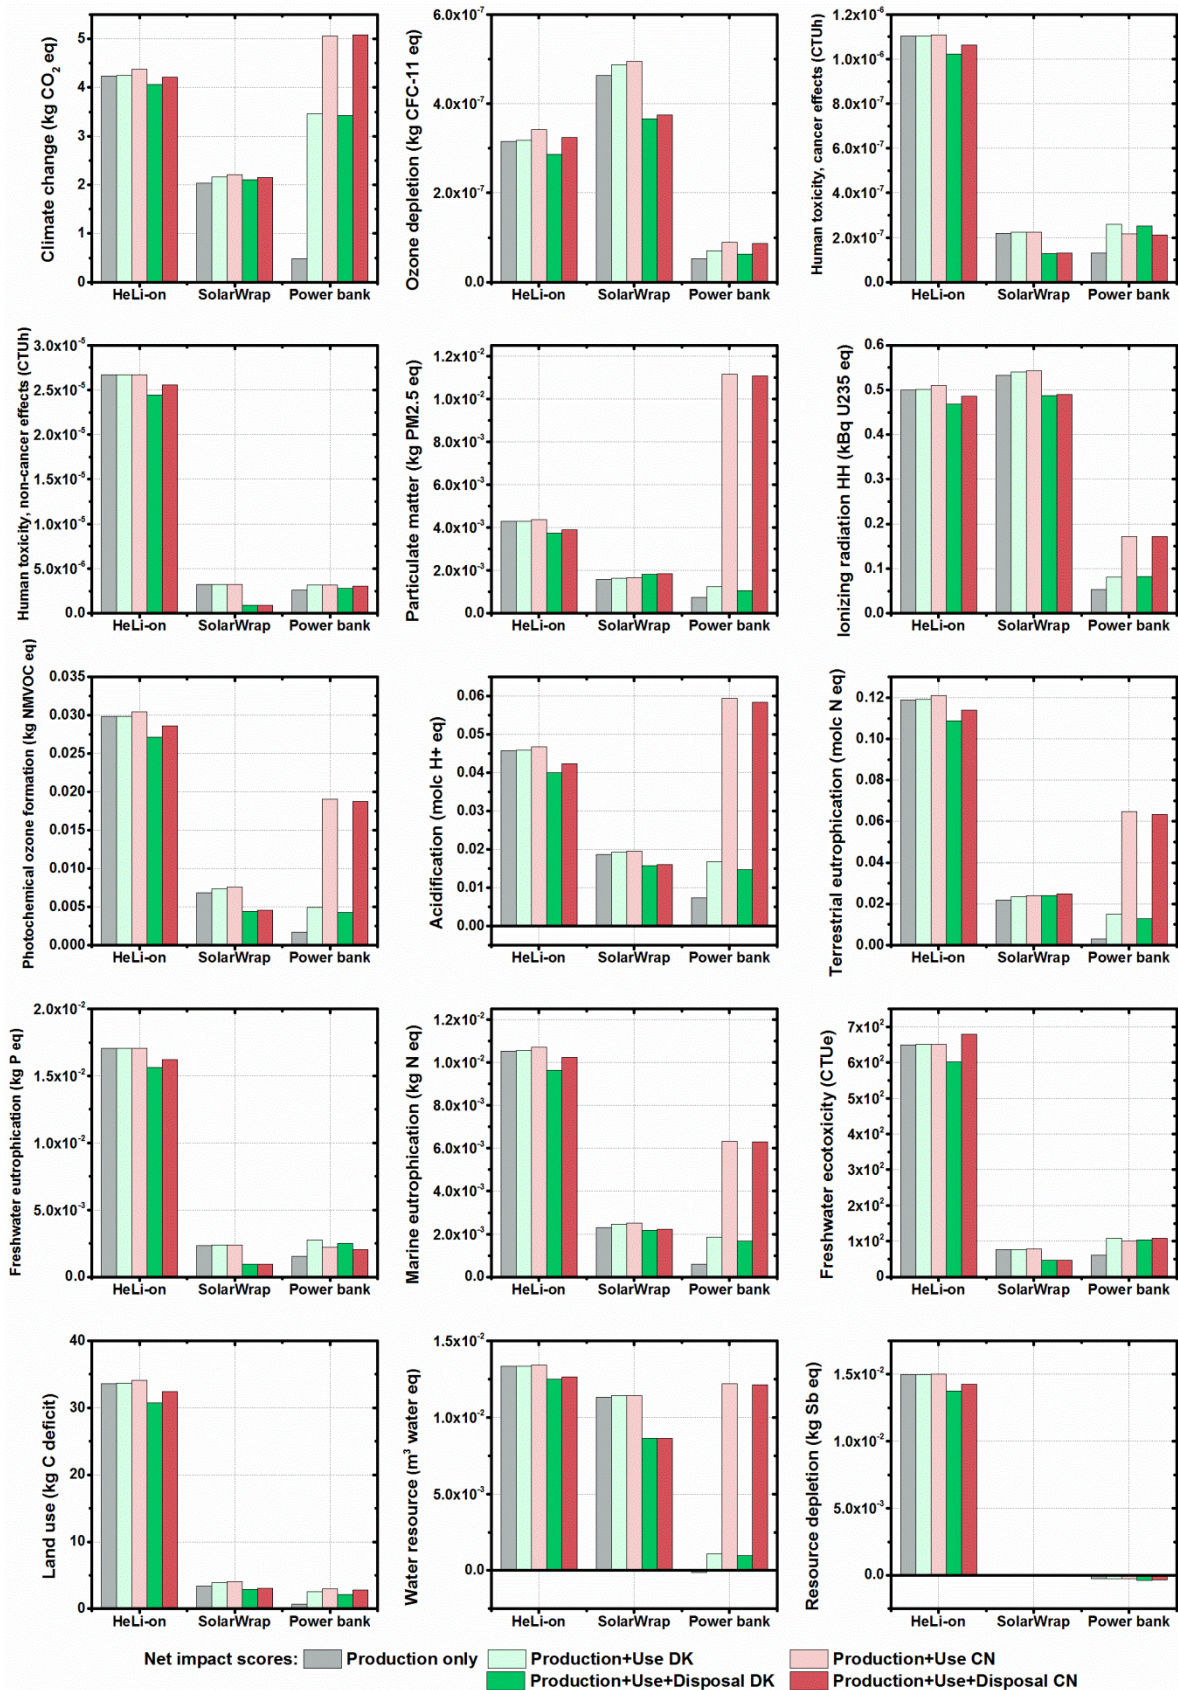 Climate change (kg CO₂ eq)
5
4
3
2
1
0
HeLi-on SolarWrap Power bank
Ozone depletion (kg CFC-11 eq)
6.0x10⁻⁷
4.0x10⁻⁷
2.0x10⁻⁷
0.0
HeLi-on SolarWrap Power bank
Human toxicity, cancer effects (CTUh)
1.2x10⁻⁶
1.0x10⁻⁶
8.0x10⁻⁷
6.0x10⁻⁷
4.0x10⁻⁷
2.0x10⁻⁷
0.0
HeLi-on SolarWrap Power bank
Human toxicity, non-cancer effects (CTUh)
3.0x10⁻⁵
2.5x10⁻⁵
2.0x10⁻⁵
1.5x10⁻⁵
1.0x10⁻⁵
5.0x10⁻⁶
0.0
HeLi-on SolarWrap Power bank
Particulate matter (kg PM2.5 eq)
1.2x10⁻²
1.0x10⁻²
8.0x10⁻³
6.0x10⁻³
4.0x10⁻³
2.0x10⁻³
0.0
HeLi-on SolarWrap Power bank
Ionizing radiation HH (kBq U235 eq)
0.6
0.5
0.4
0.3
0.2
0.1
0.0
HeLi-on SolarWrap Power bank
Photochemical ozone formation (kg NMVOC eq)
0.035
0.030
0.025
0.020
0.015
0.010
0.005
0.000
HeLi-on SolarWrap Power bank
Acidification (molc H+ eq)
0.06
0.05
0.04
0.03
0.02
0.01
0.00
HeLi-on SolarWrap Power bank
Terrestrial eutrophication (molc N eq)
0.12
0.10
0.08
0.06
0.04
0.02
0.00
HeLi-on SolarWrap Power bank
Freshwater eutrophication (kg P eq)
2.0x10⁻²
1.5x10⁻²
1.0x10⁻²
5.0x10⁻³
0.0
HeLi-on SolarWrap Power bank
Marine eutrophication (kg N eq)
1.2x10⁻²
1.0x10⁻²
8.0x10⁻³
6.0x10⁻³
4.0x10⁻³
2.0x10⁻³
0.0
HeLi-on SolarWrap Power bank
Freshwater ecotoxicity (CTUe)
7x10²
6x10²
5x10²
4x10²
3x10²
2x10²
1x10²
0
HeLi-on SolarWrap Power bank
Land use (kg C deficit)
40
30
20
10
0
HeLi-on SolarWrap Power bank
Water resource (m³ water eq)
1.5x10⁻²
1.0x10⁻²
5.0x10⁻³
0.0
HeLi-on SolarWrap Power bank
Resource depletion (kg Sb eq)
1.5x10⁻²
1.0x10⁻²
5.0x10⁻³
0.0
HeLi-on SolarWrap Power bank
Net impact scores: Production only Production+Use DK Production+Use CN
Production+Use+Disposal DK Production+Use+Disposal CN